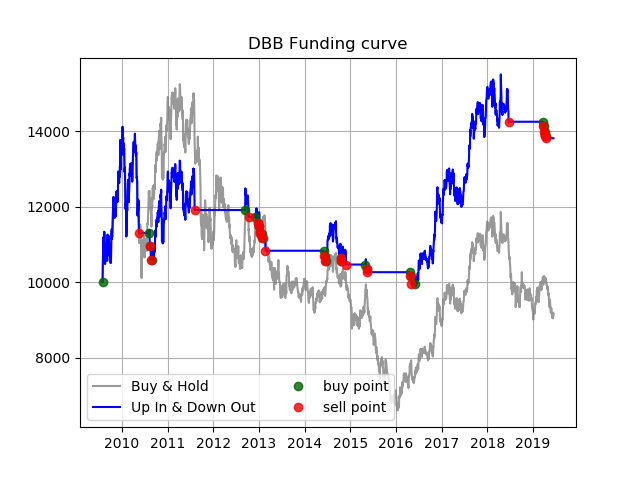 DBB Funding curve
14000
12000
10000
8000
Buy & Hold
Up In & Down Out
buy point
sell point
2010 2011 2012 2013 2014 2015 2016 2017 2018 2019